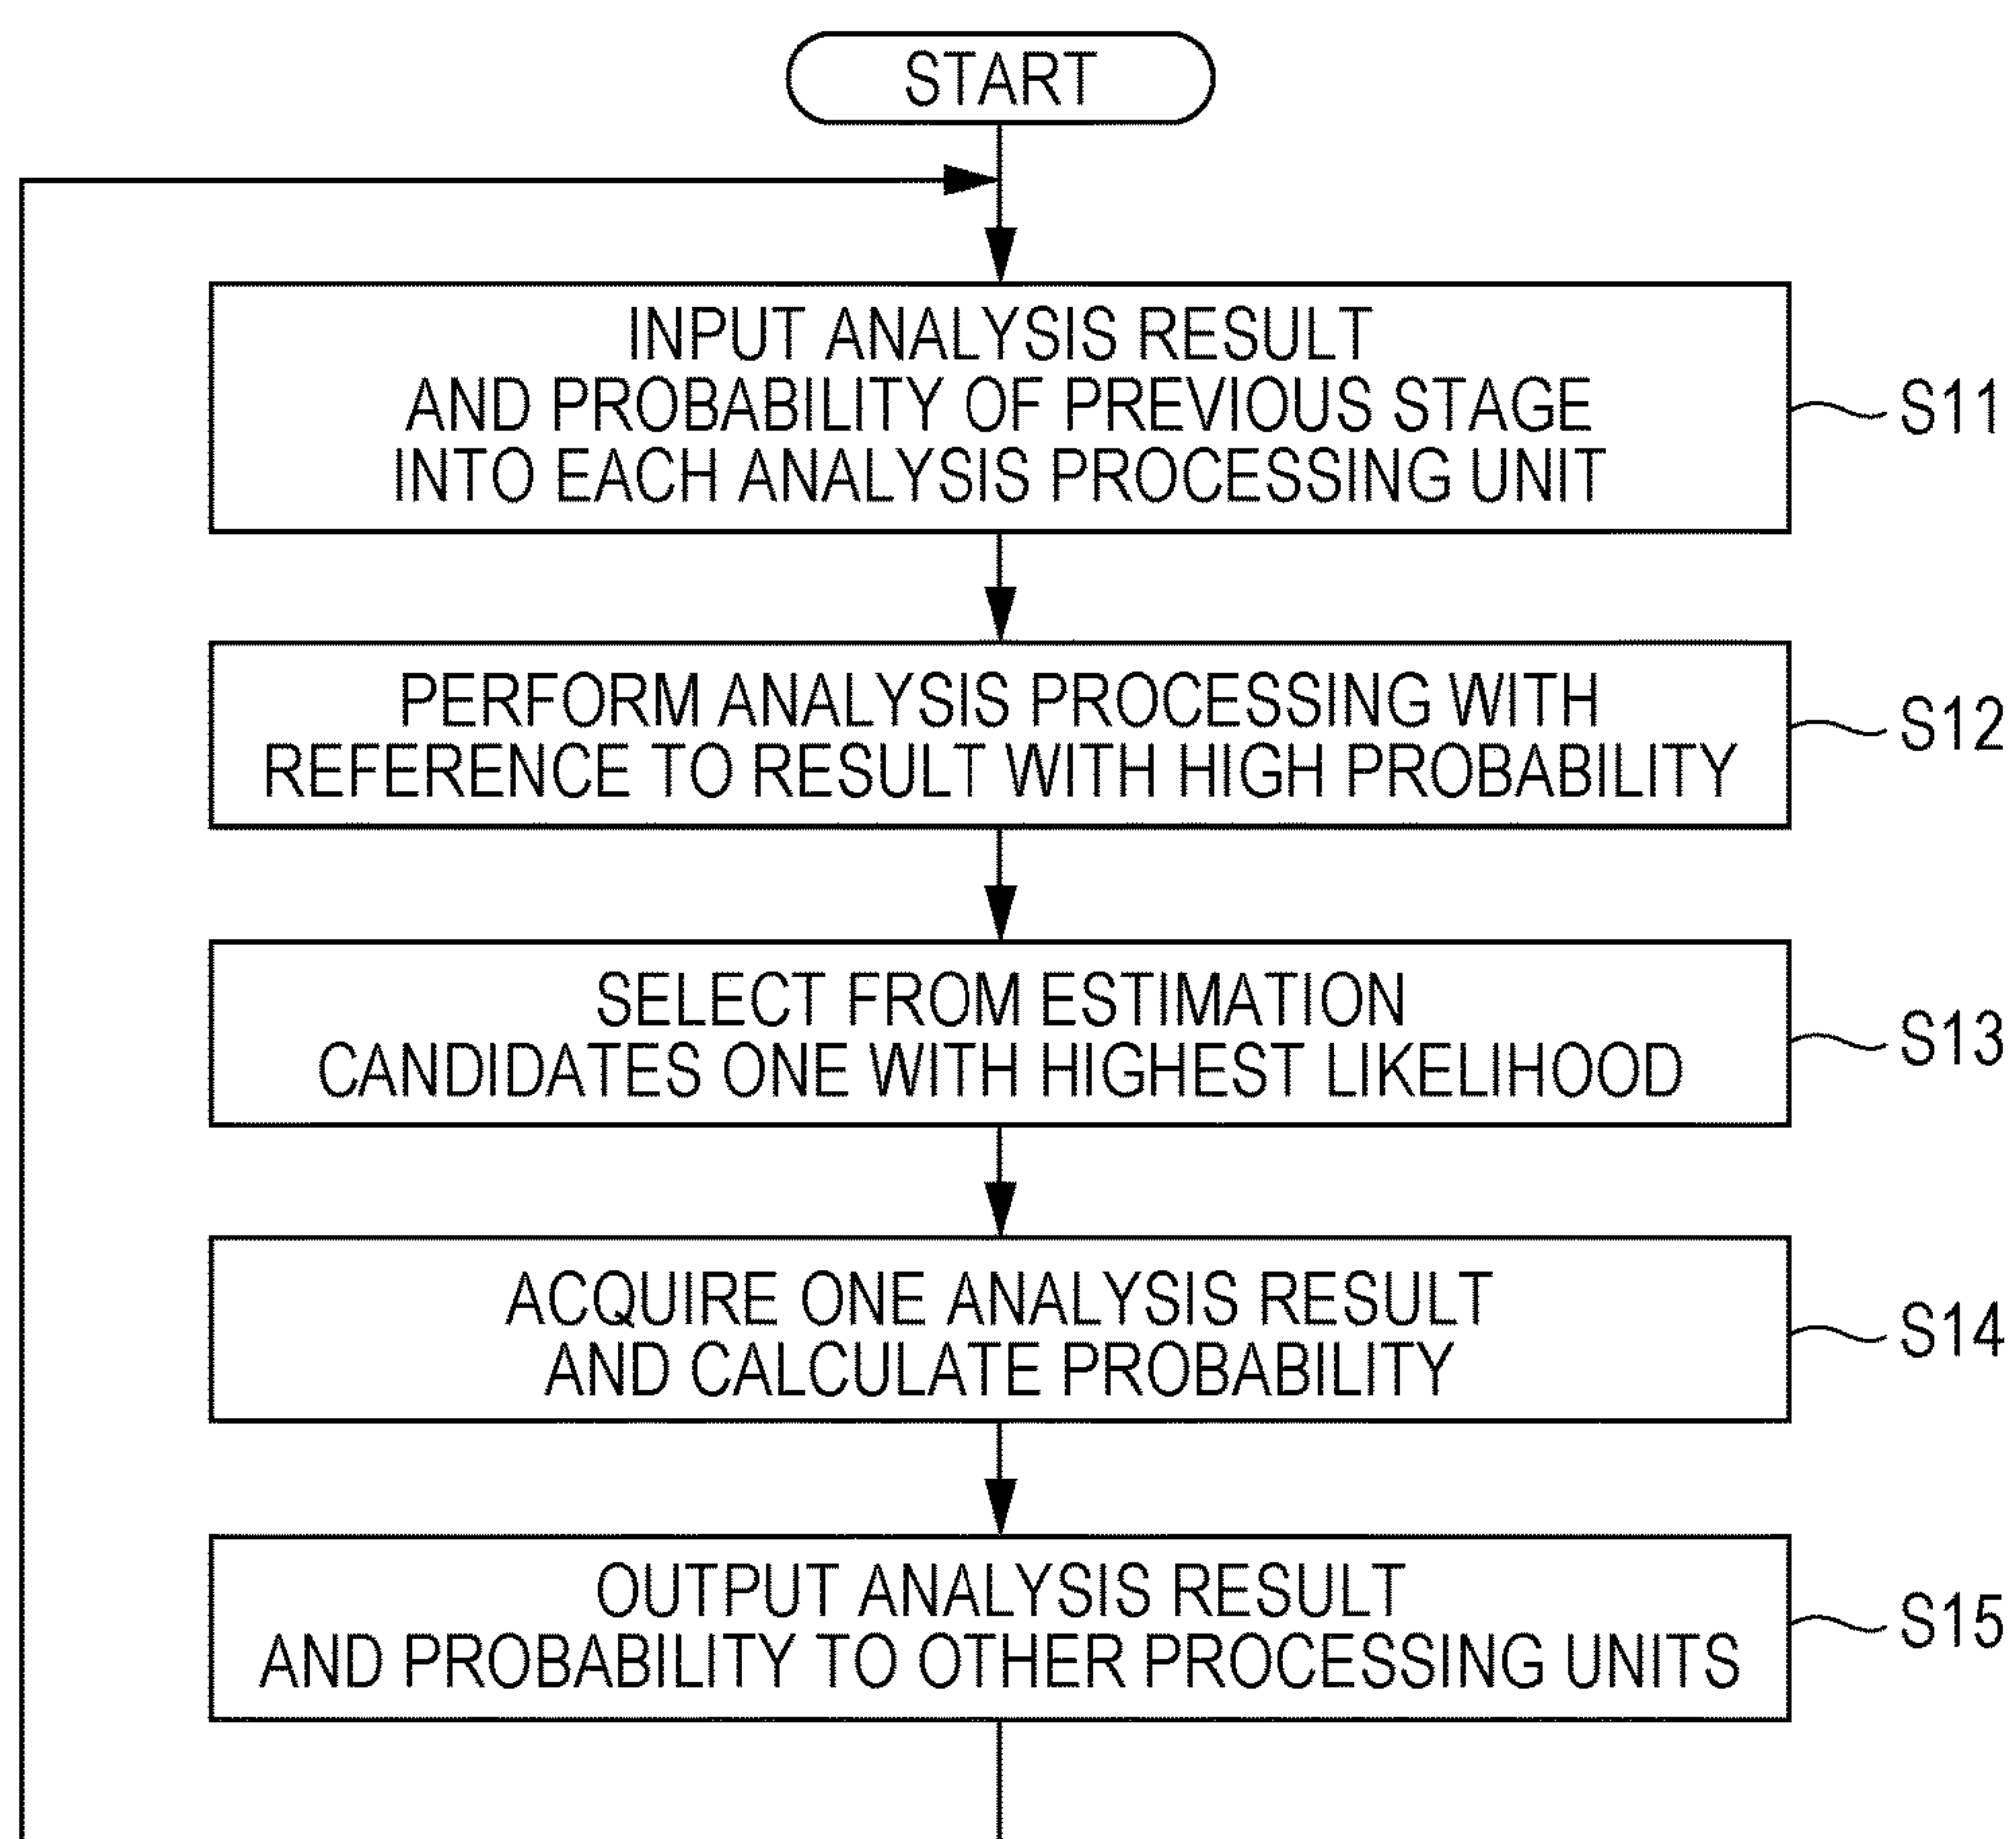 START
INPUT ANALYSIS RESULT
AND PROBABILITY OF PREVIOUS STAGE
INTO EACH ANALYSIS PROCESSING UNIT
S11
PERFORM ANALYSIS PROCESSING WITH
REFERENCE TO RESULT WITH HIGH PROBABILITY
S12
SELECT FROM ESTIMATION
CANDIDATES ONE WITH HIGHEST LIKELIHOOD
S13
ACQUIRE ONE ANALYSIS RESULT
AND CALCULATE PROBABILITY
S14
OUTPUT ANALYSIS RESULT
AND PROBABILITY TO OTHER PROCESSING UNITS
S15